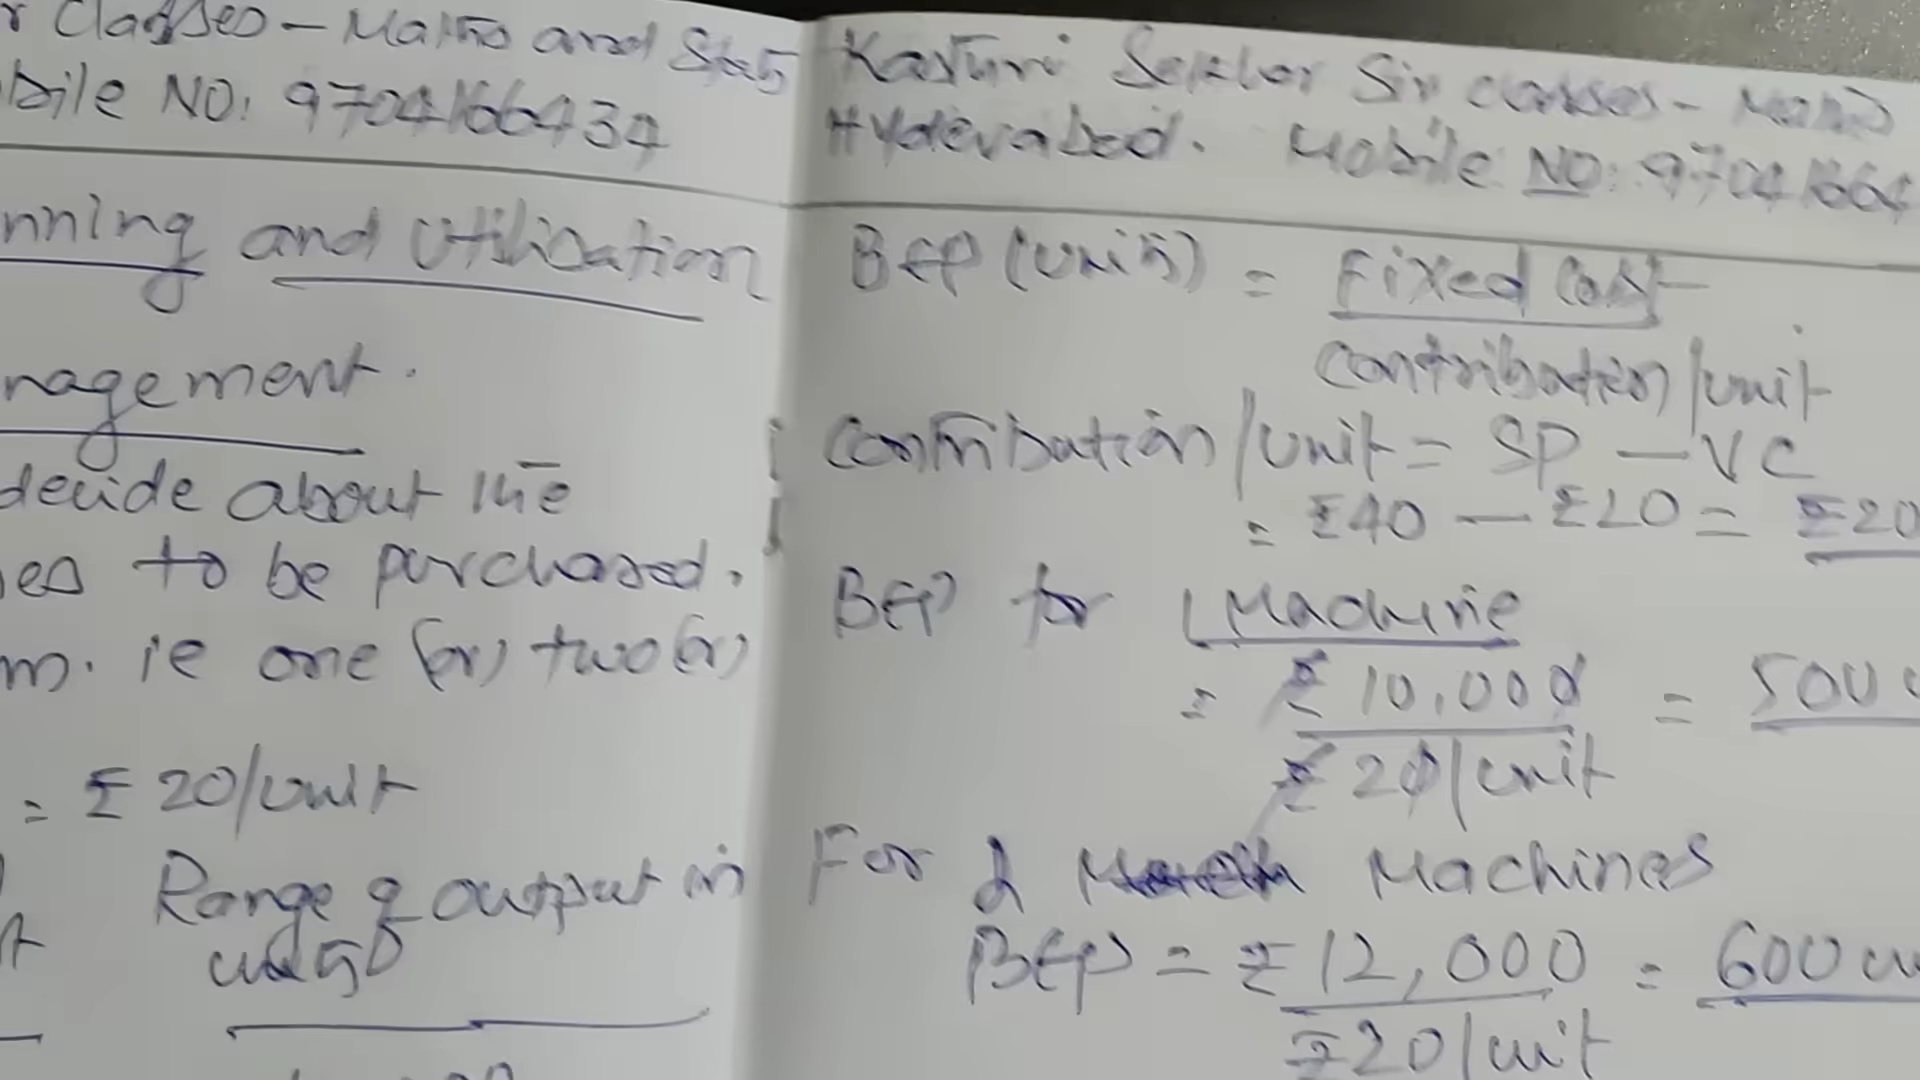 r Classes - Maths and Stats
bile NO: 9704166434
nning and Utilisation
nagement.
decide about the
es to be purchased.
m. ie one (or) two (or)
= ₹ 20/unit
Range of output in
units
Kasturi Sekhar Sir classes - Maths
Hyderabad. Mobile NO: 97041664
BEP (units) = Fixed Cost
Contribution/unit
Contribution/unit = SP - VC
= ₹40 - ₹20 = ₹20
BEP for 1 Machine
= ₹ 10,000 = 500 u
₹ 20/unit
For 2 Machines
BEP = ₹ 12,000 = 600 u
₹20/unit